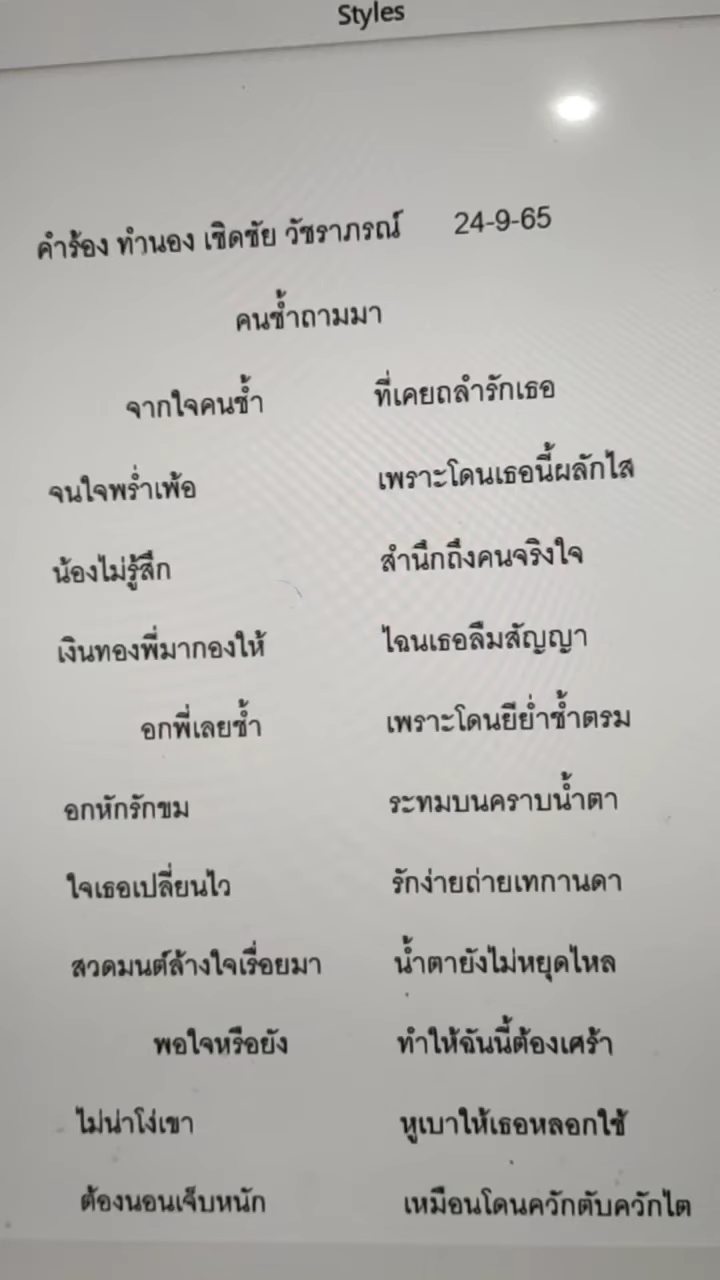 Styles
คำร้อง ทำนอง เชิดชัย วัชราภรณ์ 24-9-65
คนช้ำถามมา
จากใจคนช้ำ ที่เคยถลำรักเธอ
จนใจพร่ำเพ้อ เพราะโดนเธอนี้ผลักไส
น้องไม่รู้สึก สำนึกถึงคนจริงใจ
เงินทองพี่มากองให้ ไฉนเธอลืมสัญญา
อกพี่เลยช้ำ เพราะโดนยียํ่าช้ำตรม
อกหักรักขม ระทมบนคราบน้ำตา
ใจเธอเปลี่ยนไว รักง่ายถ่ายเทกานดา
สวดมนต์ล้างใจเรื่อยมา น้ำตายังไม่หยุดไหล
พอใจหรือยัง ทำให้ฉันนี้ต้องเศร้า
ไม่น่าโง่เขา หูเบาให้เธอหลอกใช้
ต้องนอนเจ็บหนัก เหมือนโดนควักตับควักไต